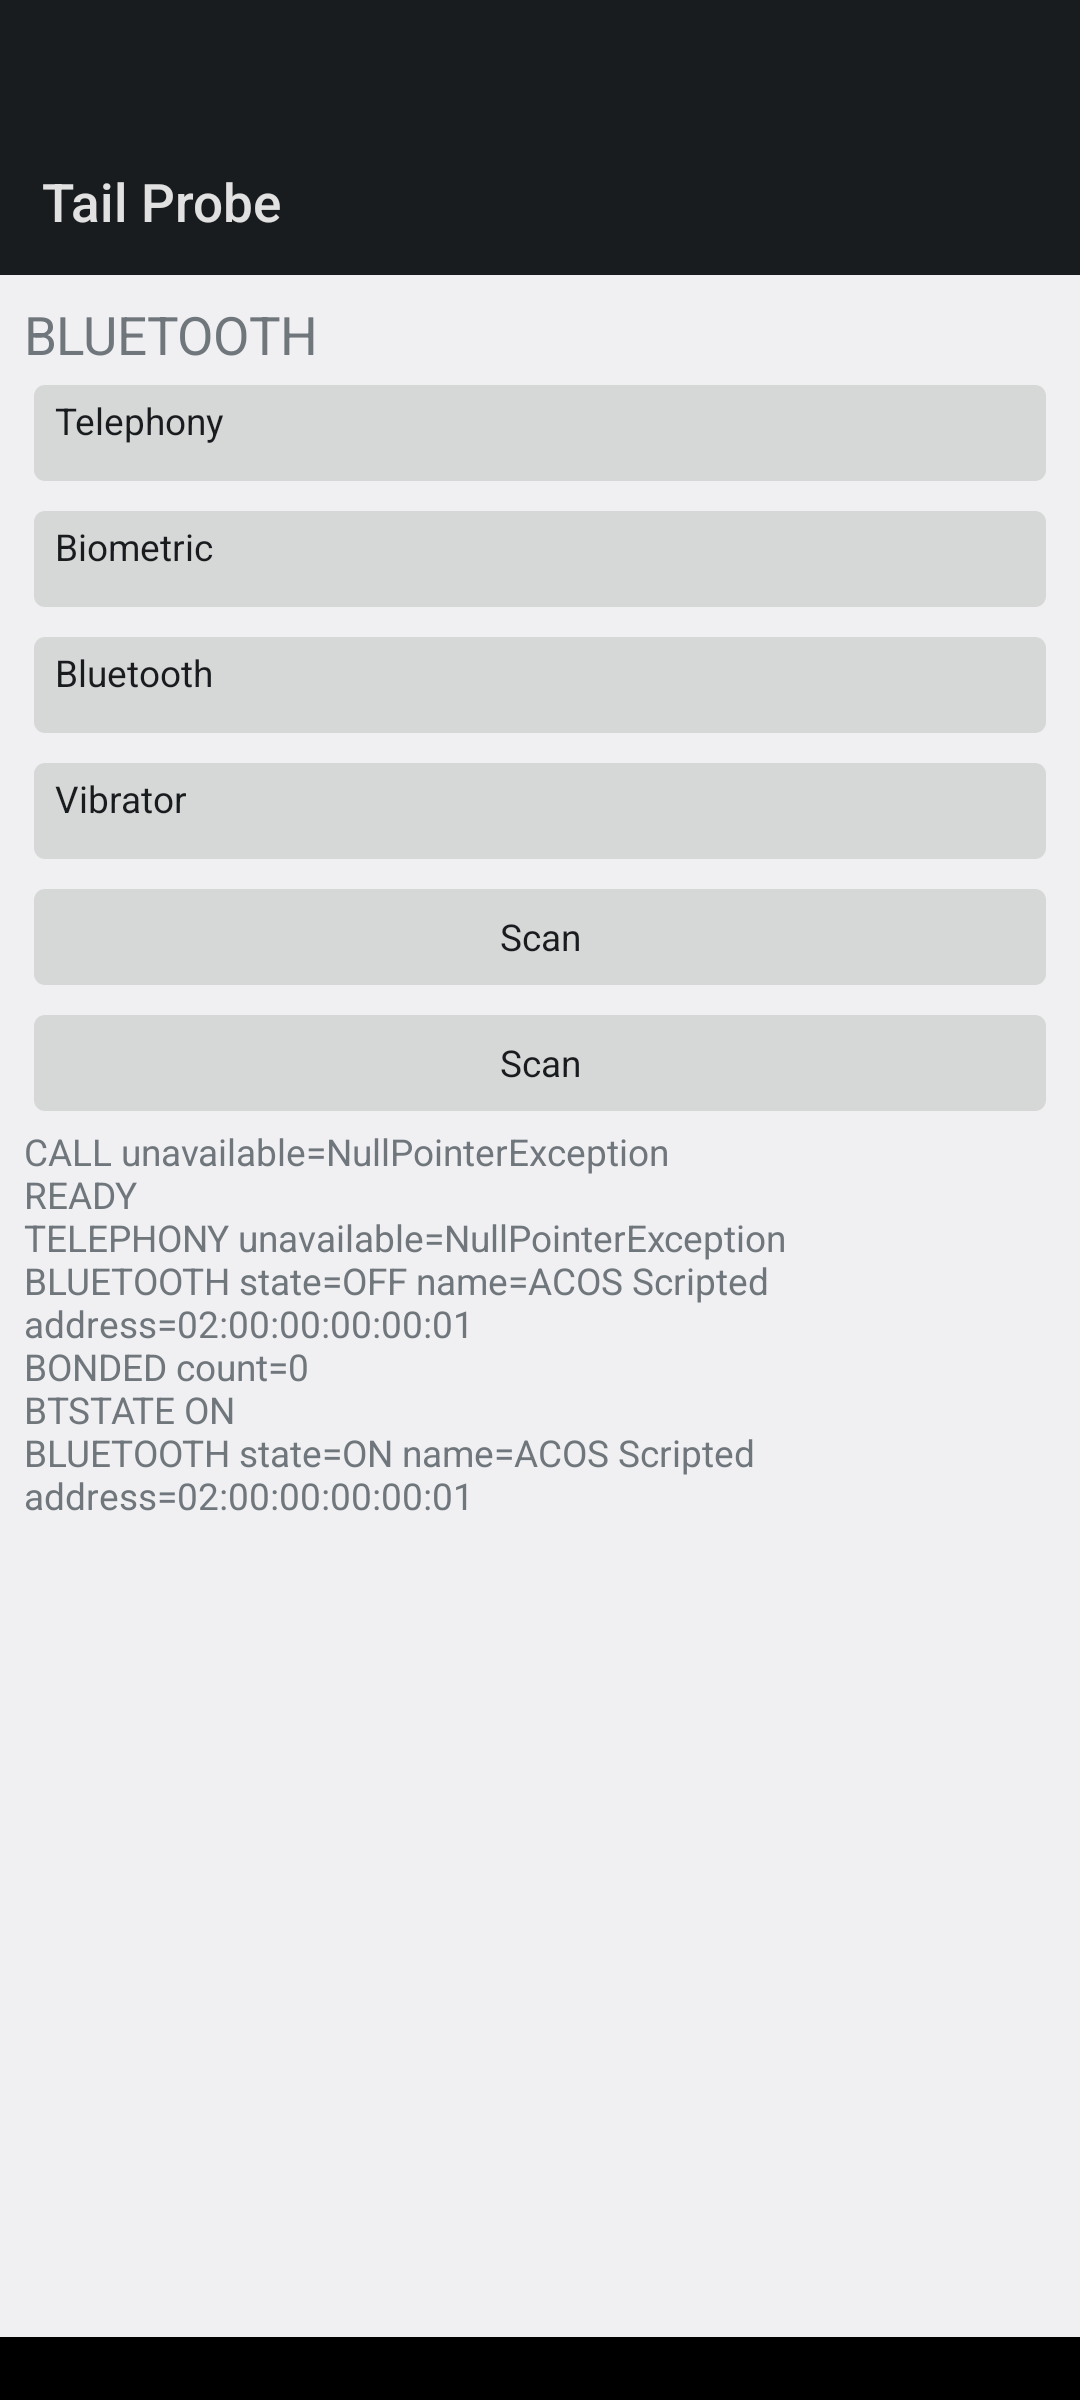 Tail Probe
BLUETOOTH
Telephony
Biometric
Bluetooth
Vibrator
Scan
Scan
CALL unavailable=NullPointerException
READY
TELEPHONY unavailable=NullPointerException
BLUETOOTH state=OFF name=ACOS Scripted
address=02:00:00:00:00:01
BONDED count=0
BTSTATE ON
BLUETOOTH state=ON name=ACOS Scripted
address=02:00:00:00:00:01